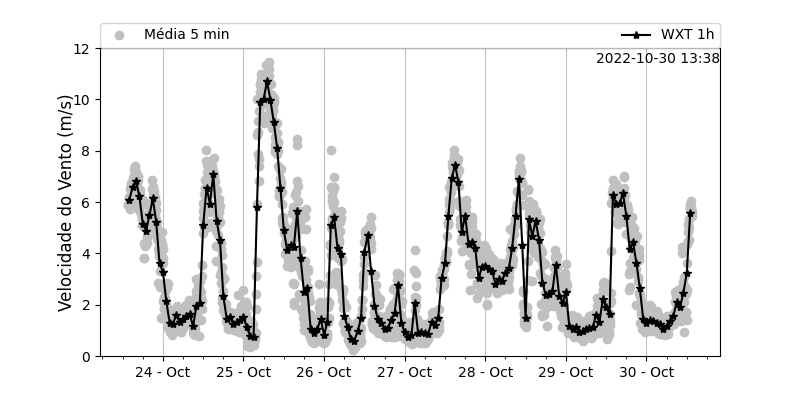 Média 5 min
WXT 1h
2022-10-30 13:38
Velocidade do Vento (m/s)
12
10
8
6
4
2
0
24 - Oct
25 - Oct
26 - Oct
27 - Oct
28 - Oct
29 - Oct
30 - Oct